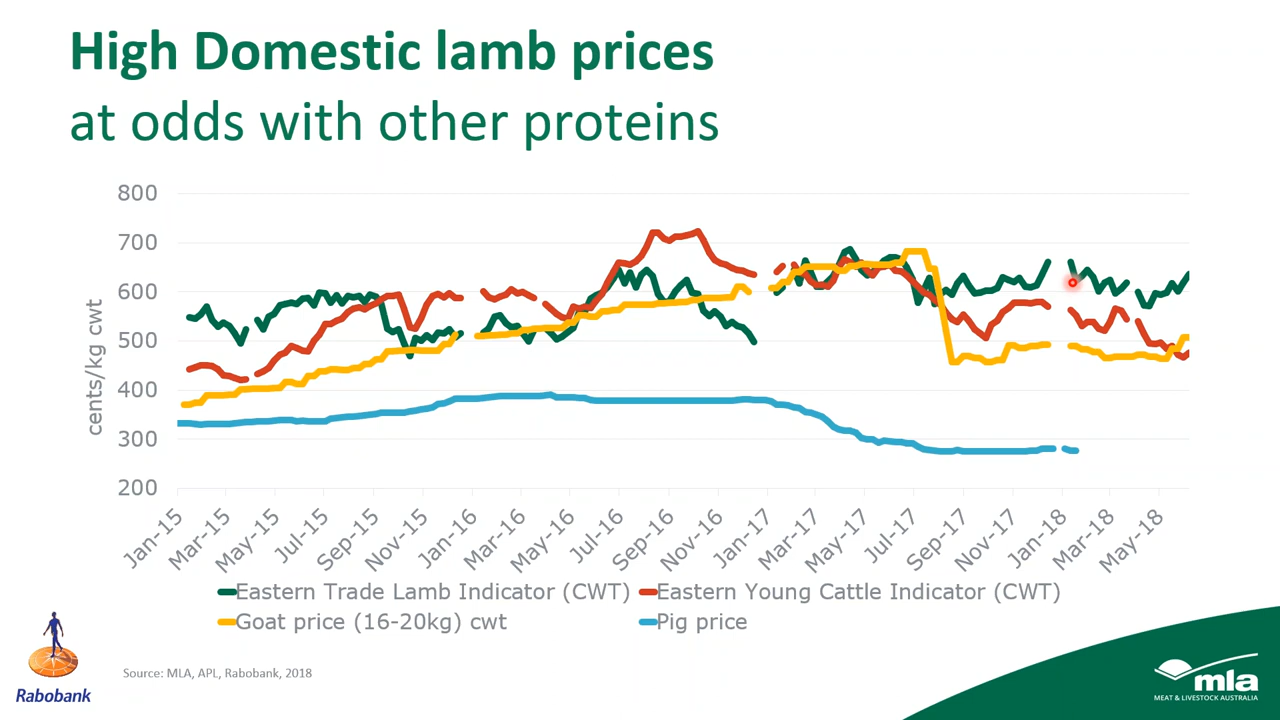 High Domestic lamb prices
at odds with other proteins
cents/kg cwt
800
700
600
500
400
300
200
Jan-15
Mar-15
May-15
Jul-15
Sep-15
Nov-15
Jan-16
Mar-16
May-16
Jul-16
Sep-16
Nov-16
Jan-17
Mar-17
May-17
Jul-17
Sep-17
Nov-17
Jan-18
Mar-18
May-18
Eastern Trade Lamb Indicator (CWT)
Eastern Young Cattle Indicator (CWT)
Goat price (16-20kg) cwt
Pig price
Rabobank
Source: MLA, APL, Rabobank, 2018
mla
MEAT & LIVESTOCK AUSTRALIA